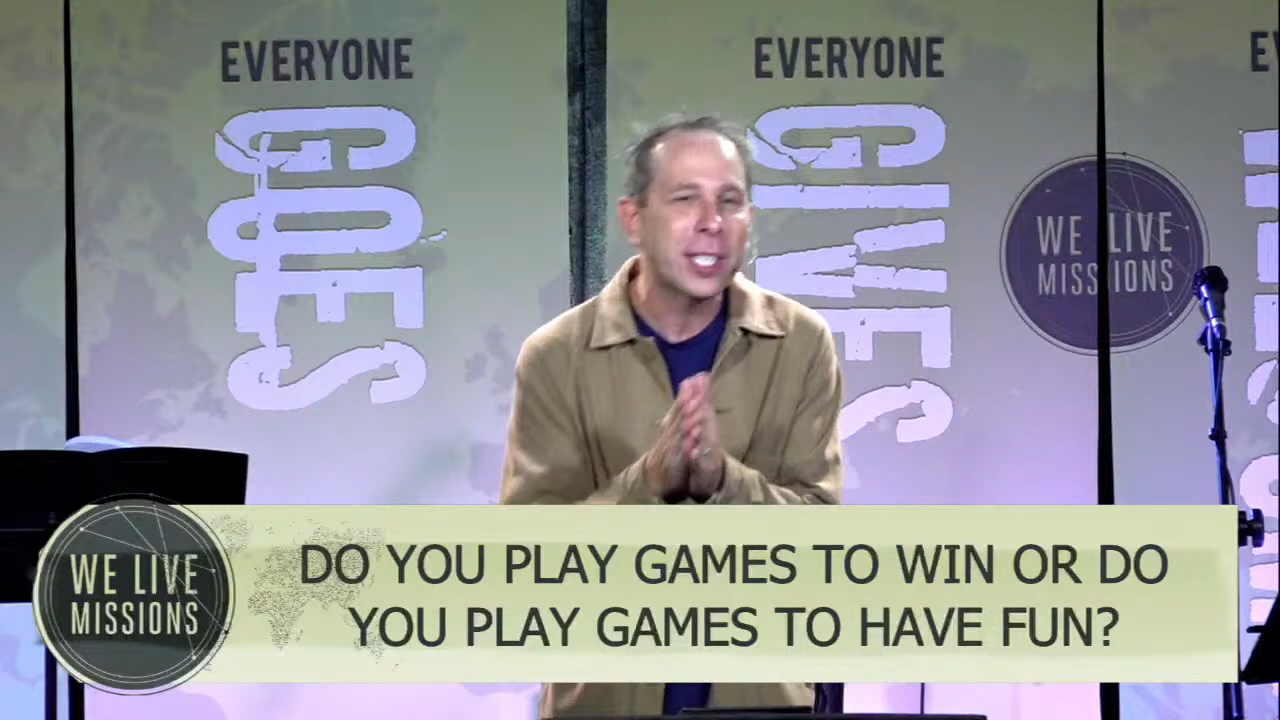 EVERYONE
GOES
EVERYONE
GIVES
WE LIVE
MISSIONS
WE LIVE
MISSIONS
DO YOU PLAY GAMES TO WIN OR DO
YOU PLAY GAMES TO HAVE FUN?